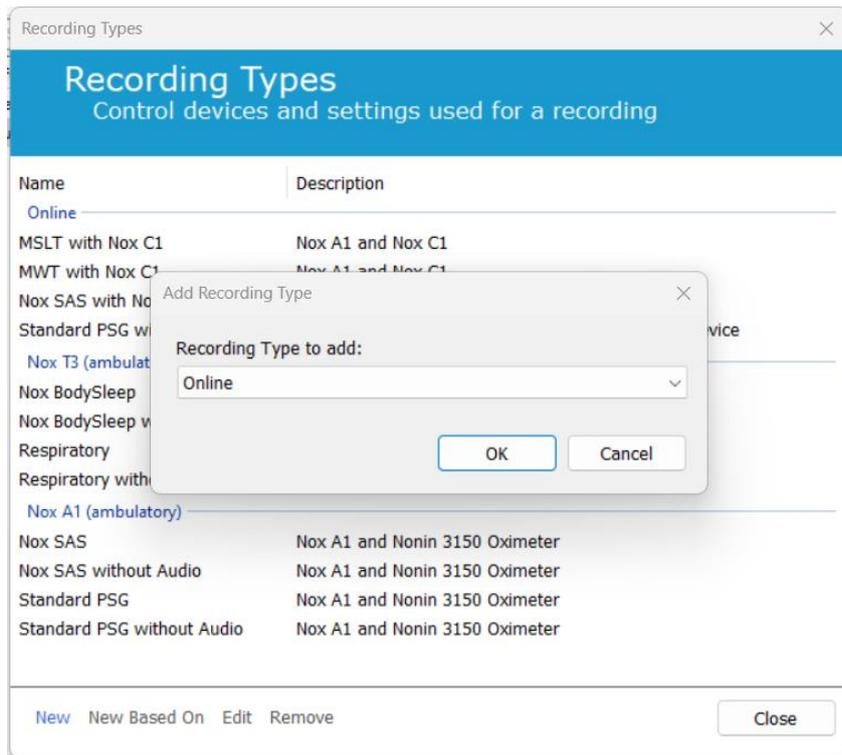 Recording Types
Recording Types
Control devices and settings used for a recording
Name Description
Online
MSLT with Nox C1 Nox A1 and Nox C1
MWT with Nox C1 Nox A1 and Nox C1
Nox SAS with
Standard PSG
Nox T3
Nox BodySleep
Nox BodySleep
Respiratory
Respiratory
Add Recording Type
Recording Type to add:
Online
OK Cancel
Nox A1 (ambulatory)
Nox SAS Nox A1 and Nonin 3150 Oximeter
Nox SAS without Audio Nox A1 and Nonin 3150 Oximeter
Standard PSG Nox A1 and Nonin 3150 Oximeter
Standard PSG without Audio Nox A1 and Nonin 3150 Oximeter
New New Based On Edit Remove Close